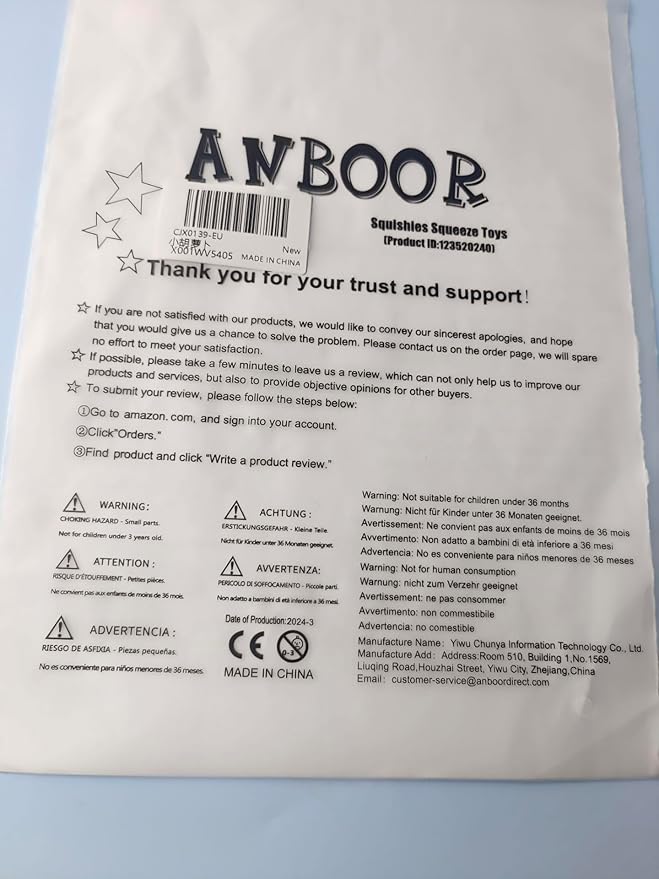 ANBOOR
Squishies Squeeze Toys
(Product ID:123520240)
CJX0139-EU
小胡萝卜 New
X001WV5405 MADE IN CHINA
Thank you for your trust and support!
If you are not satisfied with our products, we would like to convey our sincerest apologies, and hope
that you would give us a chance to solve the problem. Please contact us on the order page, we will spare
no effort to meet your satisfaction.
If possible, please take a few minutes to leave us a review, which can not only help us to improve our
products and services, but also to provide objective opinions for other buyers.
To submit your review, please follow the steps below:
①Go to amazon.com, and sign into your account.
②Click"Orders."
③Find product and click "Write a product review."
WARNING:
CHOKING HAZARD - Small parts.
Not for children under 3 years old.
ATTENTION :
RISQUE D'ÉTOUFFEMENT - Petites pièces.
Ne convient pas aux enfants de moins de 36 mois.
ADVERTENCIA :
RIESGO DE ASFIXIA - Piezas pequeñas.
No es conveniente para niños menores de 36 meses.
ACHTUNG :
ERSTICKUNGSGEFAHR - Kleine Teile.
Nicht für Kinder unter 36 Monaten geeignet.
AVVERTENZA:
PERICOLO DI SOFFOCAMENTO - Piccole parti.
Non adatto a bambini di età inferiore a 36 mesi.
Date of Production:2024-3
CE 0-3
MADE IN CHINA
Warning: Not suitable for children under 36 months
Warnung: Nicht für Kinder unter 36 Monaten geeignet.
Avertissement: Ne convient pas aux enfants de moins de 36 mois
Avvertimento: Non adatto a bambini di età inferiore a 36 mesi
Advertencia: No es conveniente para niños menores de 36 meses
Warning: Not for human consumption
Warnung: nicht zum Verzehr geeignet
Avertissement: ne pas consommer
Avvertimento: non commestibile
Advertencia: no comestible
Manufacture Name: Yiwu Chunya Information Technology Co., Ltd.
Manufacture Add: Address:Room 510, Building 1,No.1569,
Liuqing Road,Houzhai Street, Yiwu City, Zhejiang,China
Email: customer-service@anboordirect.com